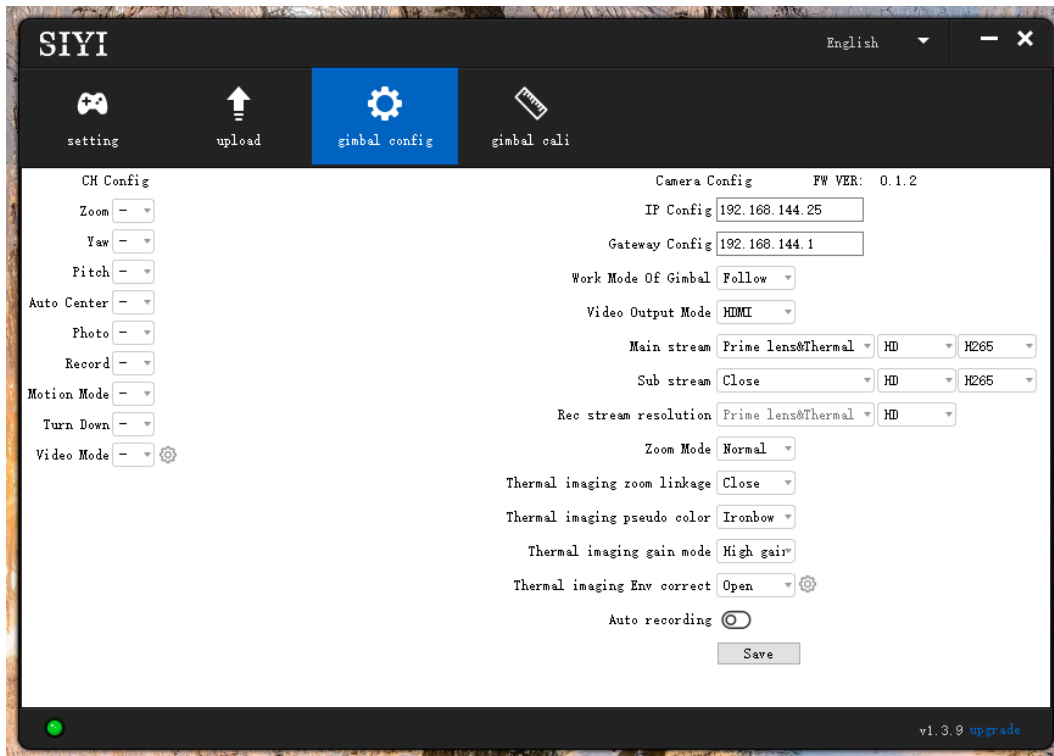 SIYI
English
setting
upload
gimbal config
gimbal cali
CH Config
Zoom -
Yaw -
Pitch -
Auto Center -
Photo -
Record -
Motion Mode -
Turn Down -
Video Mode -
Camera Config FW VER: 0.1.2
IP Config 192.168.144.25
Gateway Config 192.168.144.1
Work Mode Of Gimbal Follow
Video Output Mode HDMI
Main stream Prime lens&Thermal HD H265
Sub stream Close HD H265
Rec stream resolution Prime lens&Thermal HD
Zoom Mode Normal
Thermal imaging zoom linkage Close
Thermal imaging pseudo color Ironbow
Thermal imaging gain mode High gain
Thermal imaging Env correct Open
Auto recording
Save
v1.3.9 upgrade